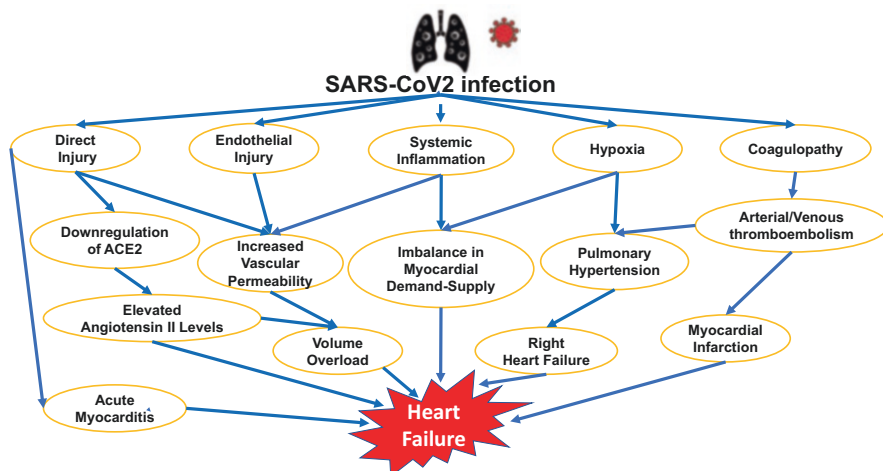 SARS-CoV2 infection
Direct
Injury
Endothelial
Injury
Systemic
Inflammation
Hypoxia
Coagulopathy
Downregulation
of ACE2
Increased
Vascular
Permeability
Imbalance in
Myocardial
Demand-Supply
Pulmonary
Hypertension
Arterial/Venous
thromboembolism
Elevated
Angiotensin II Levels
Volume
Overload
Right
Heart Failure
Myocardial
Infarction
Acute
Myocarditis
Heart
Failure